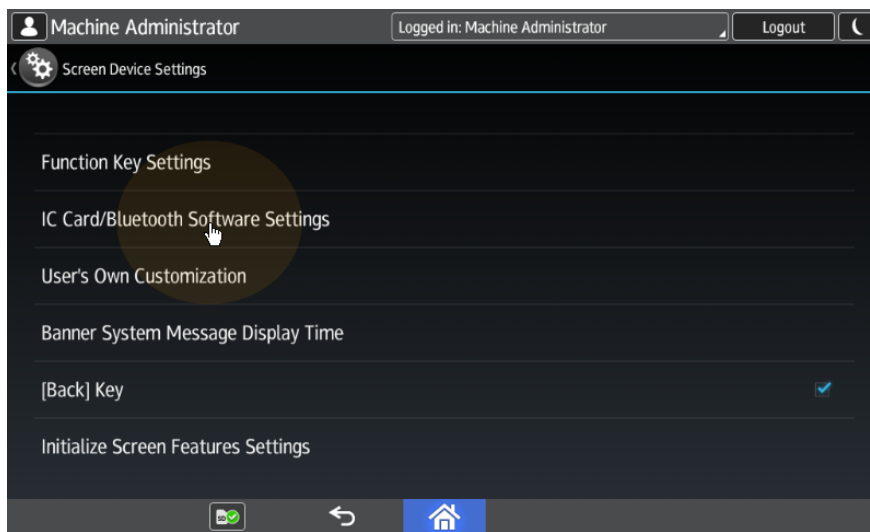 Machine Administrator
Logged in: Machine Administrator
Logout
Screen Device Settings
Function Key Settings
IC Card/Bluetooth Software Settings
User's Own Customization
Banner System Message Display Time
[Back] Key
Initialize Screen Features Settings
SD